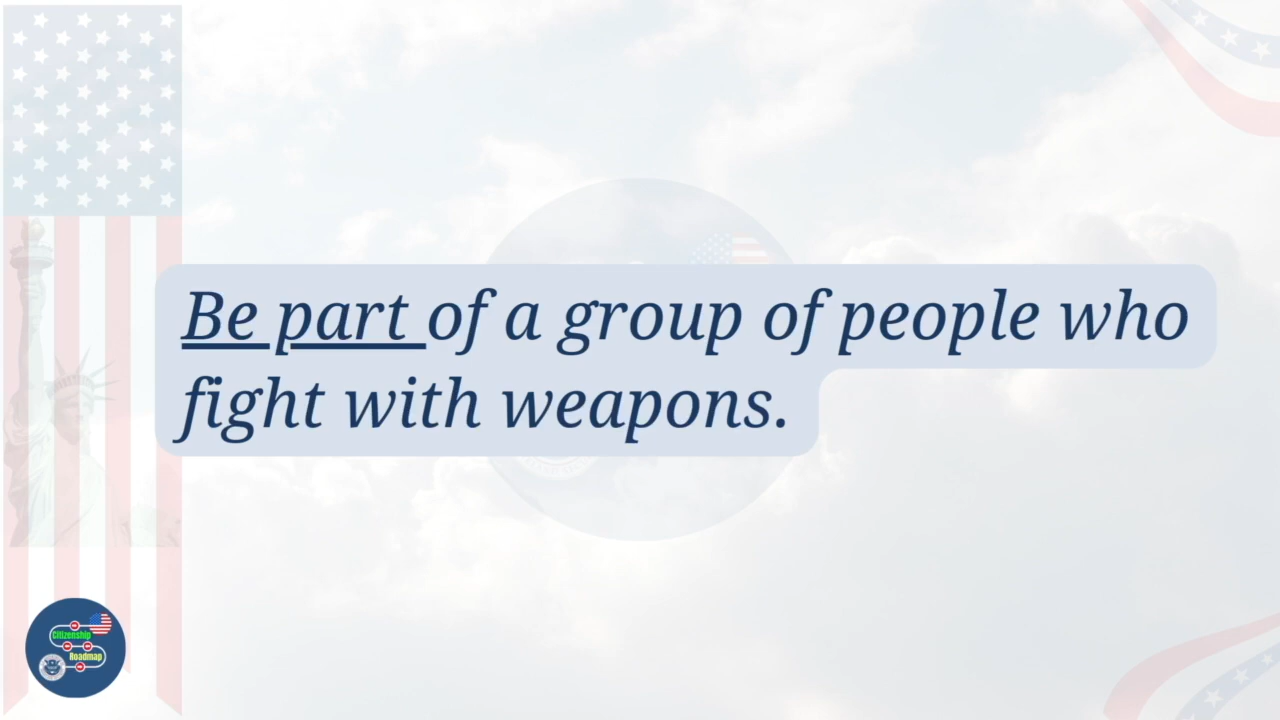 Be part of a group of people who
fight with weapons.
Citizenship
Roadmap